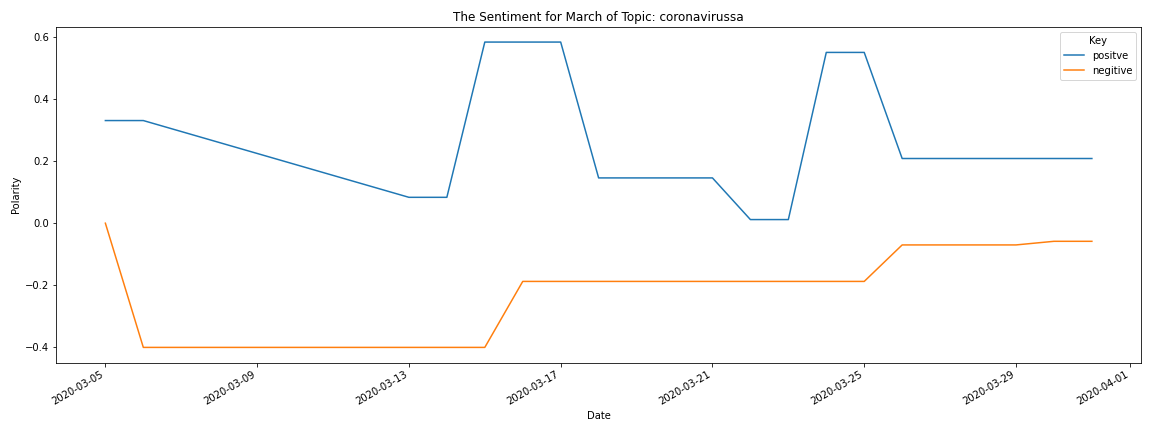 The Sentiment for March of Topic: coronavirussa
Key
positve
negitive
Polarity
0.6
0.4
0.2
0.0
−0.2
−0.4
2020-03-05
2020-03-09
2020-03-13
2020-03-17
2020-03-21
2020-03-25
2020-03-29
2020-04-01
Date